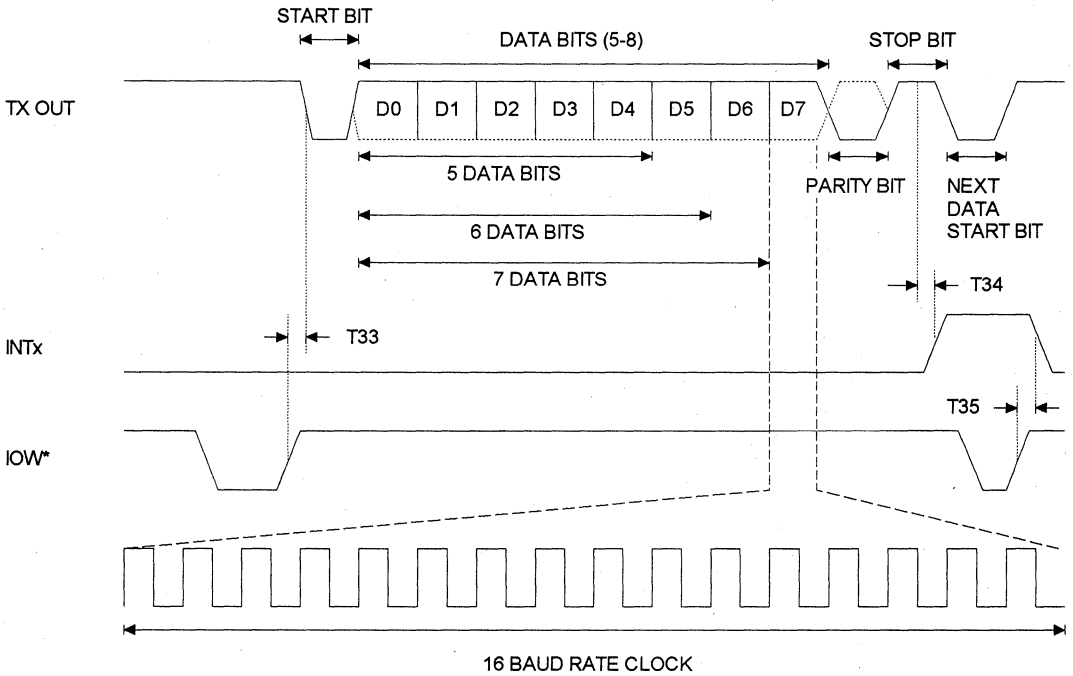 START BIT
DATA BITS (5-8)
STOP BIT
TX OUT
D0 D1 D2 D3 D4 D5 D6 D7
5 DATA BITS
PARITY BIT
NEXT
DATA
START BIT
6 DATA BITS
7 DATA BITS
T34
T33
INTx
T35
IOW*
16 BAUD RATE CLOCK